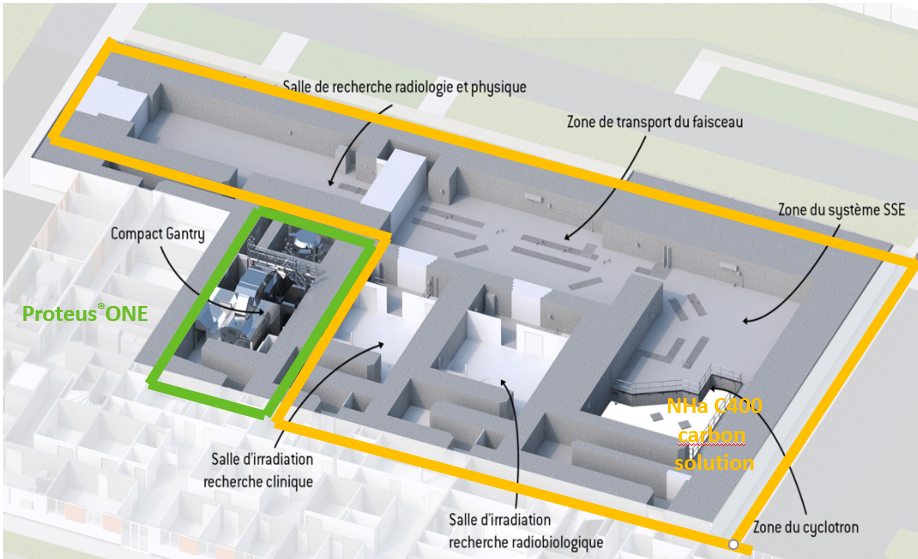 Salle de recherche radiologie et physique
Zone de transport du faisceau
Zone du système SSE
Compact Gantry
Proteus®ONE
NHa C400
carbon
solution
Salle d'irradiation
recherche clinique
Salle d'irradiation
recherche radiobiologique
Zone du cyclotron